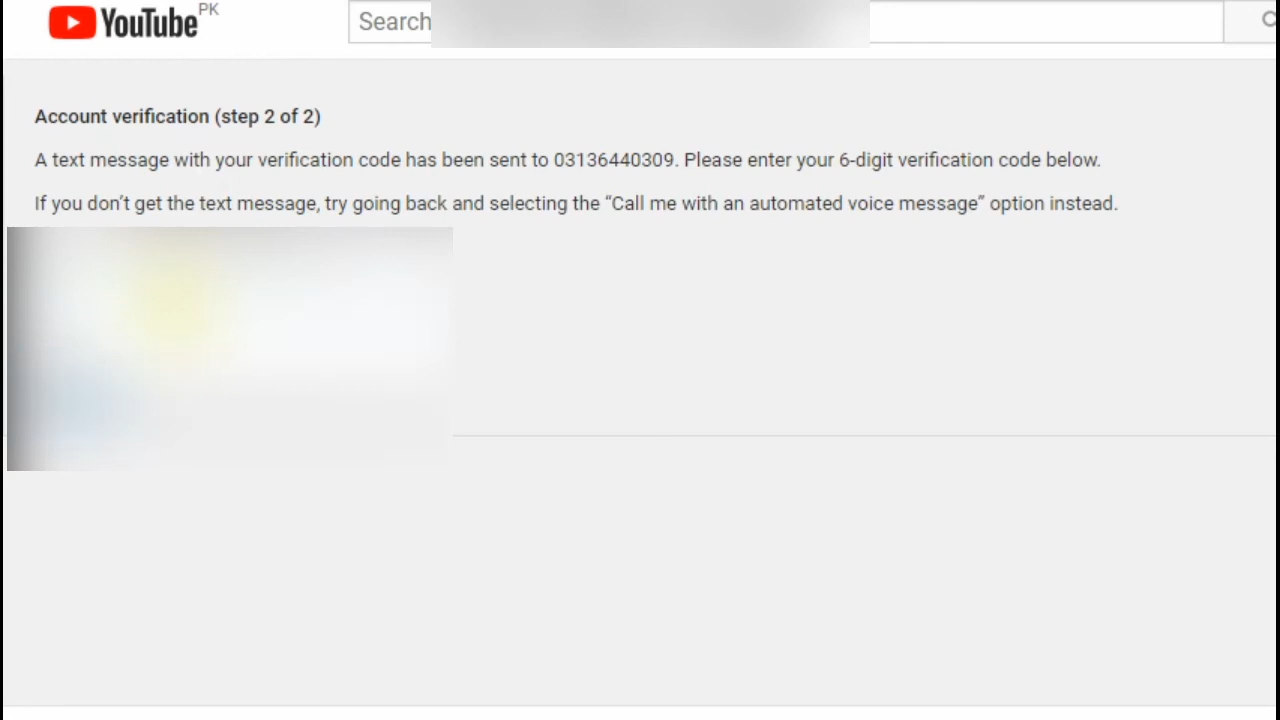 YouTube PK
Search
Account verification (step 2 of 2)
A text message with your verification code has been sent to 03136440309. Please enter your 6-digit verification code below.
If you don’t get the text message, try going back and selecting the “Call me with an automated voice message” option instead.